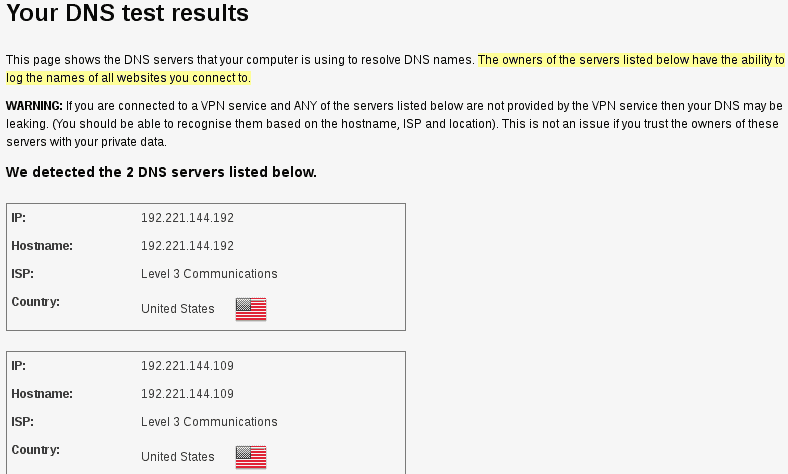 Your DNS test results
This page shows the DNS servers that your computer is using to resolve DNS names. The owners of the servers listed below have the ability to
log the names of all websites you connect to.
WARNING: If you are connected to a VPN service and ANY of the servers listed below are not provided by the VPN service then your DNS may be
leaking. (You should be able to recognise them based on the hostname, ISP and location). This is not an issue if you trust the owners of these
servers with your private data.
We detected the 2 DNS servers listed below.
IP: 192.221.144.192
Hostname: 192.221.144.192
ISP: Level 3 Communications
Country: United States
IP: 192.221.144.109
Hostname: 192.221.144.109
ISP: Level 3 Communications
Country: United States